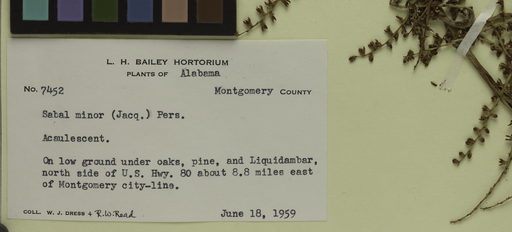 L. H. BAILEY HORTORIUM
PLANTS OF Alabama
No. 7452 Montgomery COUNTY
Sabal minor (Jacq.) Pers.
Acaulescent.
On low ground under oaks, pine, and Liquidambar,
north side of U.S. Hwy. 80 about 8.8 miles east
of Montgomery city-line.
COLL. W. J. DRESS & R.W. Read June 18, 1959